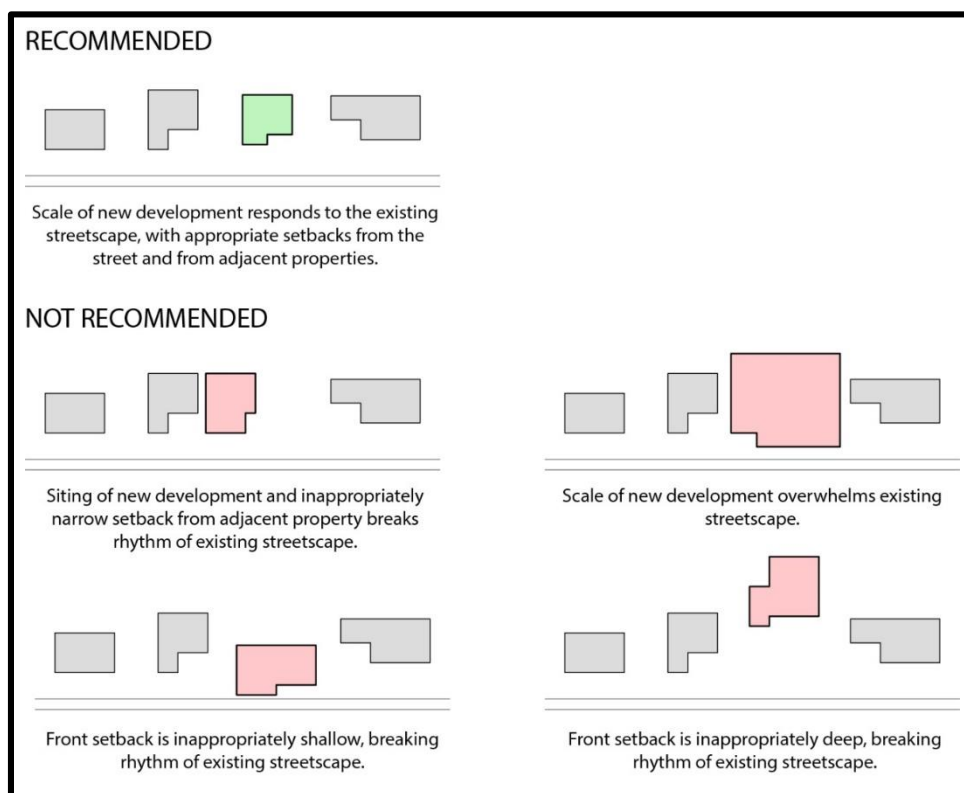 RECOMMENDED
Scale of new development responds to the existing
streetscape, with appropriate setbacks from the
street and from adjacent properties.
NOT RECOMMENDED
Siting of new development and inappropriately
narrow setback from adjacent property breaks
rhythm of existing streetscape.
Scale of new development overwhelms existing
streetscape.
Front setback is inappropriately shallow, breaking
rhythm of existing streetscape.
Front setback is inappropriately deep, breaking
rhythm of existing streetscape.